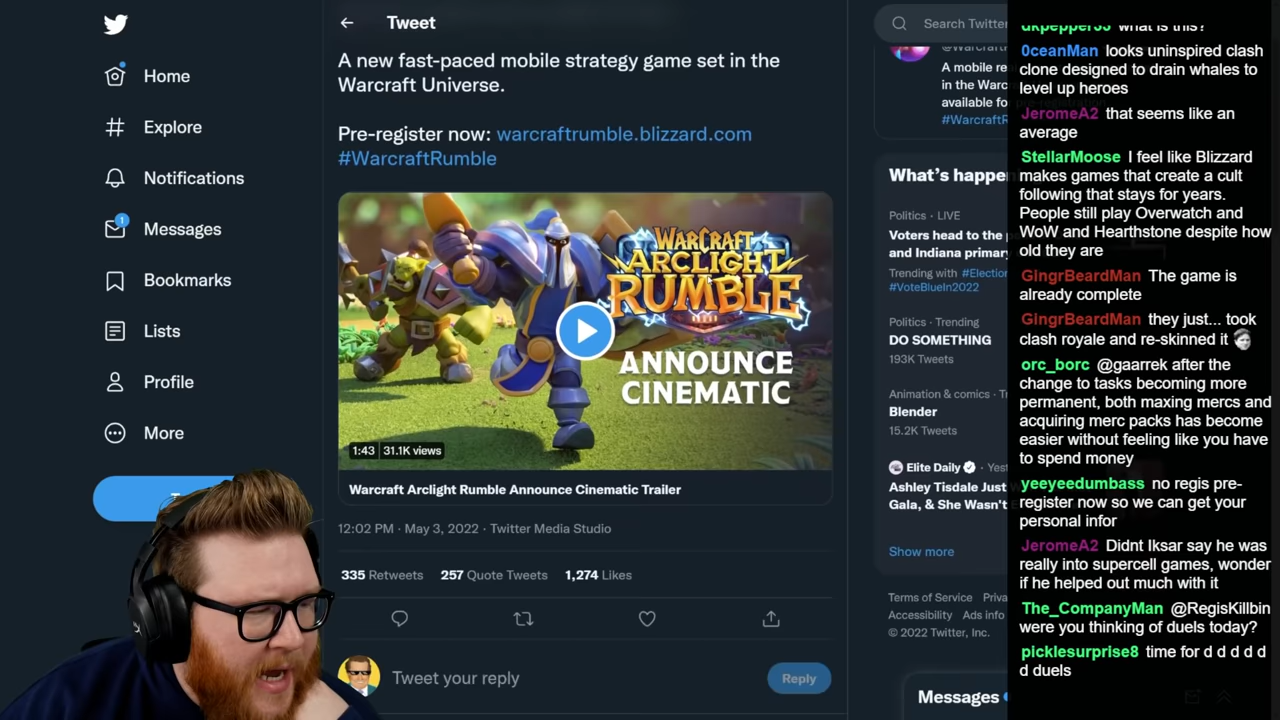 Tweet
Home
Explore
Notifications
1
Messages
Bookmarks
Lists
Profile
More
A new fast-paced mobile strategy game set in the
Warcraft Universe.
Pre-register now: warcraftrumble.blizzard.com
#WarcraftRumble
WARCRAFT
ARCLIGHT
RUMBLE
ANNOUNCE
CINEMATIC
1:43 31.1K views
Warcraft Arclight Rumble Announce Cinematic Trailer
12:02 PM · May 3, 2022 · Twitter Media Studio
335 Retweets 257 Quote Tweets 1,274 Likes
Tweet your reply
Reply
Search Twitter
A mobile
in the
available for
What's
Politics · LIVE
Voters head to the
and Indiana primary
Trending with
#VoteBlueIn2022
Politics · Trending
DO SOMETHING
193K Tweets
Animation & comics ·
Blender
15.2K Tweets
Elite Daily
Ashley Tisdale Just
Gala, & She Wasn't
Show more
Terms of Service
Accessibility Ads info
© 2022 Twitter, Inc.
Messages
what is this?
0ceanMan looks uninspired clash
clone designed to drain whales to
level up heroes
JeromeA2 that seems like an
average
StellarMoose I feel like Blizzard
makes games that create a cult
following that stays for years.
People still play Overwatch and
WoW and Hearthstone despite how
old they are
GingrBeardMan The game is
already complete
GingrBeardMan they just... took
clash royale and re-skinned it
orc_borc @gaarrek after the
change to tasks becoming more
permanent, both maxing mercs and
acquiring merc packs has become
easier without feeling like you have
to spend money
yeeyeedumbass no regis pre-
register now so we can get your
personal infor
JeromeA2 Didnt Iksar say he was
really into supercell games, wonder
if he helped out much with it
The_CompanyMan @RegisKillbin
were you thinking of duels today?
picklesurprise8 time for d d d d d
d duels